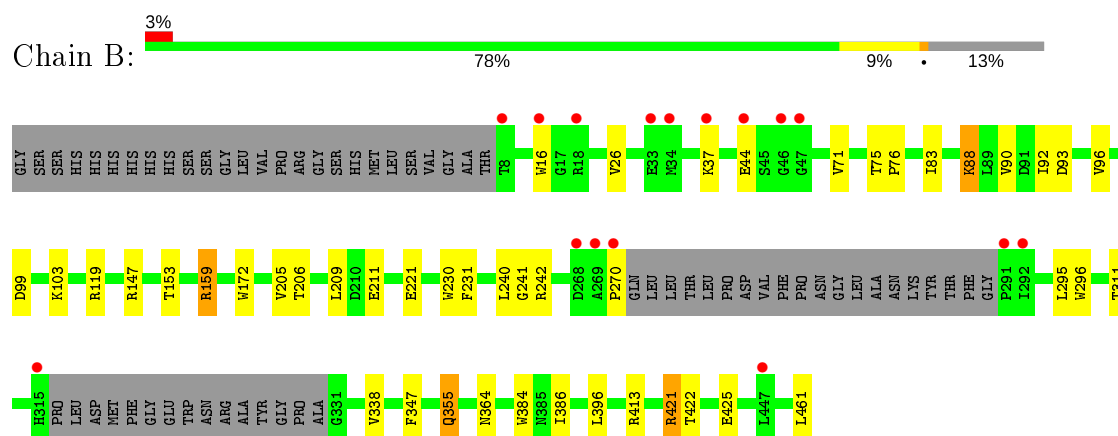 3%
Chain B:
78% 9% • 13%
GLY SER SER HIS HIS HIS HIS HIS HIS SER SER GLY LEU VAL PRO ARG GLY SER HIS MET LEU SER VAL GLY ALA THR T8 W16 G17 R18 V26 E33 M34 K37 E44 S45 G46 G47 V71 T75 P76 I83 K88 L89 V90 D91 I92 D93 V96
D99 K103 R119 R147 T153 R159 W172 V205 T206 L209 D210 E211 E221 W230 F231 L240 G241 R242 D268 A269 P270 GLN LEU LEU THR LEU PRO ASP VAL PHE PRO ASN GLY LEU ALA ASN LYS TYR THR PHE GLY P291 I292 L295 W296 T311
H315 PRO LEU ASP MET PHE GLY GLU TRP ASN ARG ALA TYR GLY PRO ALA G331 V338 F347 Q355 N364 W384 N385 I386 L396 R413 R421 T422 E425 L447 L461